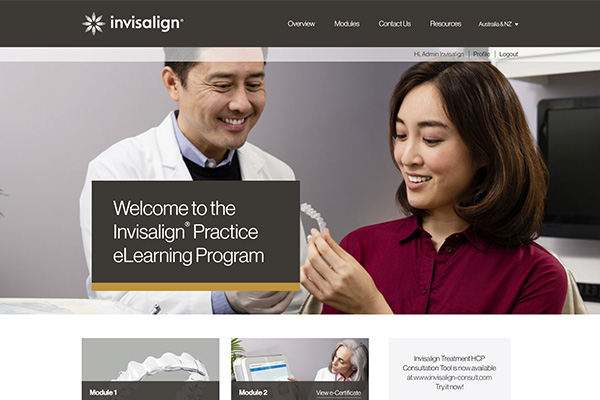 invisalign®
Overview Modules Contact Us Resources Australia & NZ
Hi, Admin Invisalign | Profile | Logout
Welcome to the
Invisalign® Practice
eLearning Program
Module 1
Module 2 View e-Certificate
Invisalign Treatment HCP
Consultation Tool is now available
at www.invisalign-consult.com
Try it now!